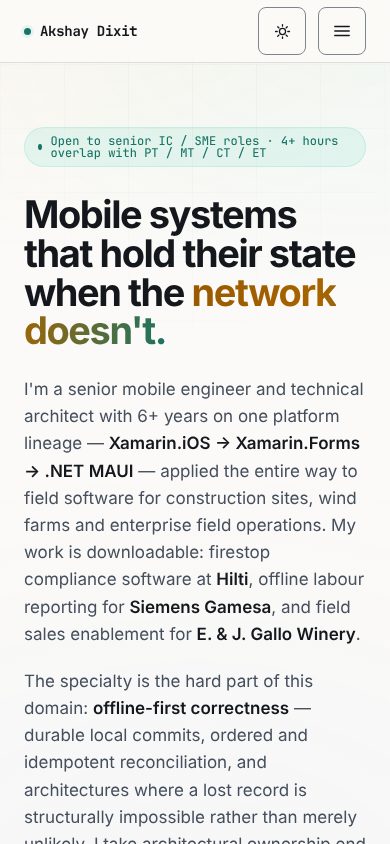 Akshay Dixit
Open to senior IC / SME roles · 4+ hours
overlap with PT / MT / CT / ET
Mobile systems
that hold their state
when the network
doesn't.
I'm a senior mobile engineer and technical
architect with 6+ years on one platform
lineage — Xamarin.iOS → Xamarin.Forms
→ .NET MAUI — applied the entire way to
field software for construction sites, wind
farms and enterprise field operations. My
work is downloadable: firestop
compliance software at Hilti, offline labour
reporting for Siemens Gamesa, and field
sales enablement for E. & J. Gallo Winery.
The specialty is the hard part of this
domain: offline-first correctness —
durable local commits, ordered and
idempotent reconciliation, and
architectures where a lost record is
structurally impossible rather than merely
unlikely. I take architectural ownership end